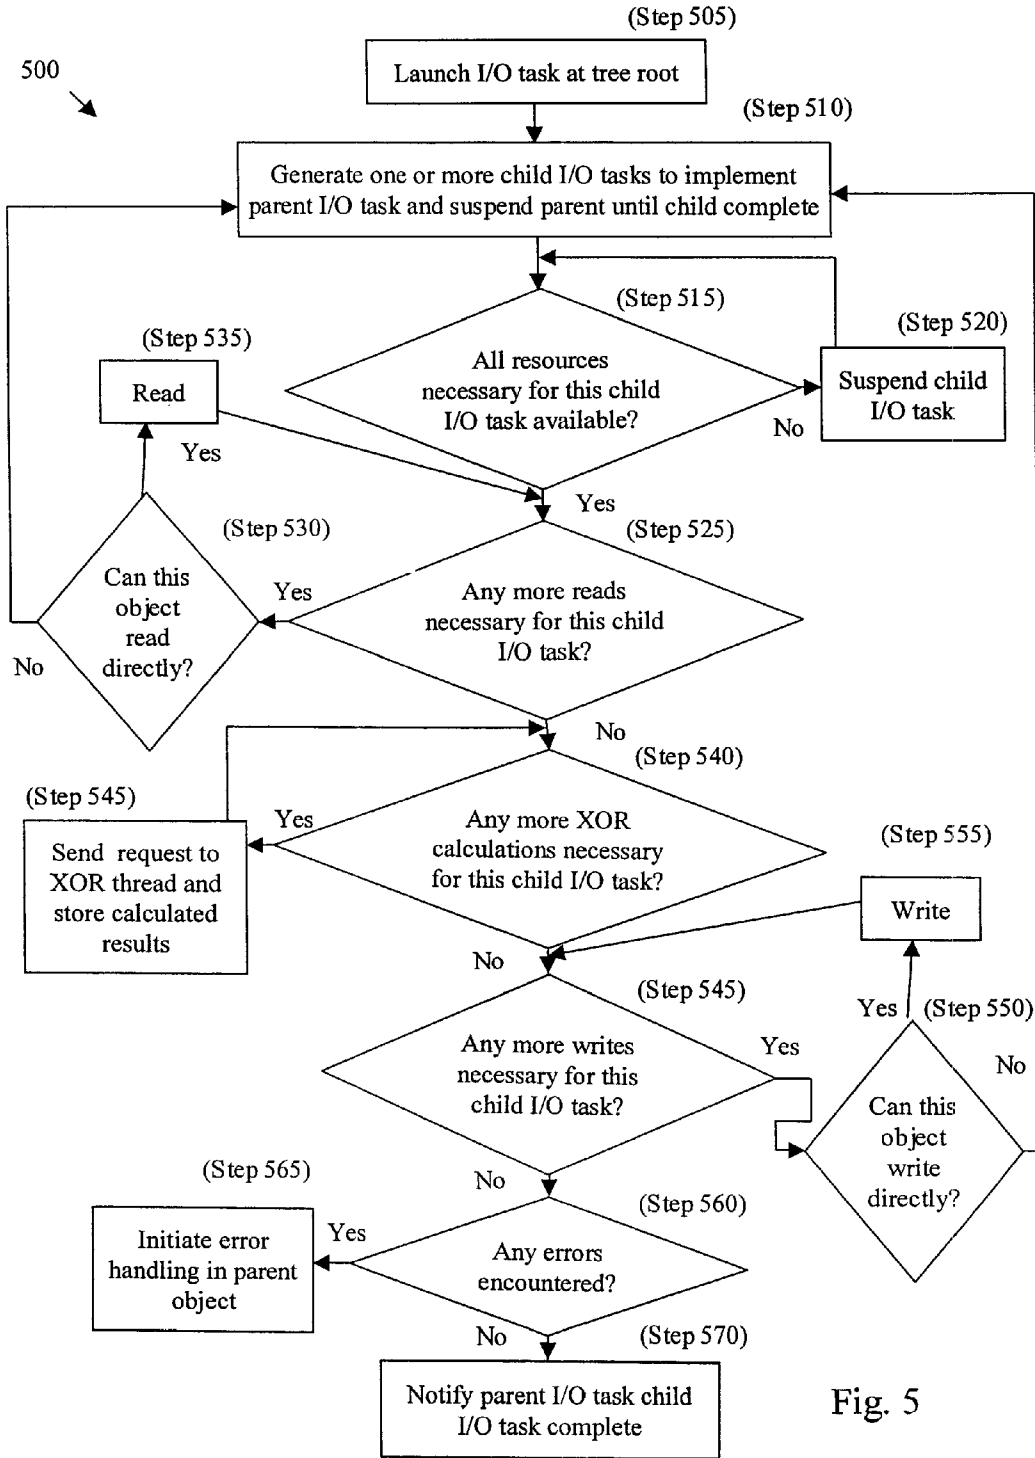 (Step 505)
500
Launch I/O task at tree root
(Step 510)
Generate one or more child I/O tasks to implement
parent I/O task and suspend parent until child complete
(Step 515)
(Step 520)
(Step 535)
All resources
necessary for this child
I/O task available?
Suspend child
I/O task
Read
No
Yes
Yes
(Step 530)
(Step 525)
Can this
object
read
directly?
Yes
Any more reads
necessary for this child
I/O task?
No
No
(Step 540)
(Step 545)
Yes
Any more XOR
calculations necessary
for this child I/O task?
(Step 555)
Send request to
XOR thread and
store calculated
results
Write
No
(Step 545)
Yes
(Step 550)
Any more writes
necessary for this
child I/O task?
Yes
No
Can this
object
write
directly?
(Step 565)
No
(Step 560)
Initiate error
handling in parent
object
Yes
Any errors
encountered?
No
(Step 570)
Notify parent I/O task child
I/O task complete
Fig. 5